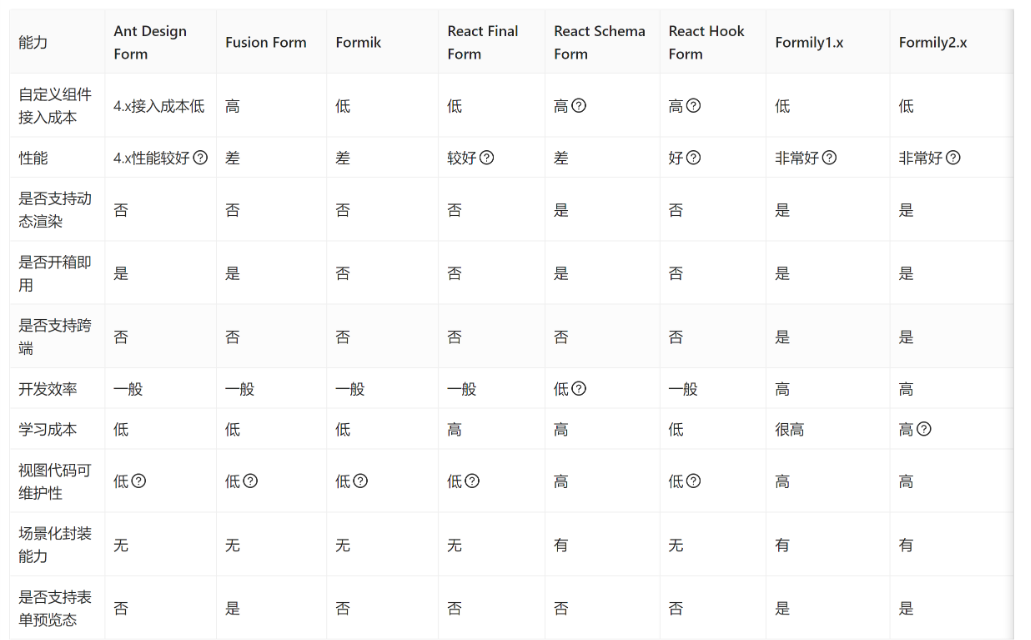 能力 Ant Design Form Fusion Form Formik React Final Form React Schema Form React Hook Form Formily1.x Formily2.x
自定义组件接入成本 4.x接入成本低 高 低 低 高 高 低 低
性能 4.x性能较好 差 差 较好 差 好 非常好 非常好
是否支持动态渲染 否 否 否 否 是 否 是 是
是否开箱即用 是 是 否 否 是 否 是 是
是否支持跨端 否 否 否 否 否 否 是 是
开发效率 一般 一般 一般 一般 低 一般 高 高
学习成本 低 低 低 高 高 低 很高 高
视图代码可维护性 低 低 低 低 高 低 高 高
场景化封装能力 无 无 无 无 有 无 有 有
是否支持表单预览态 否 是 否 否 否 否 是 是